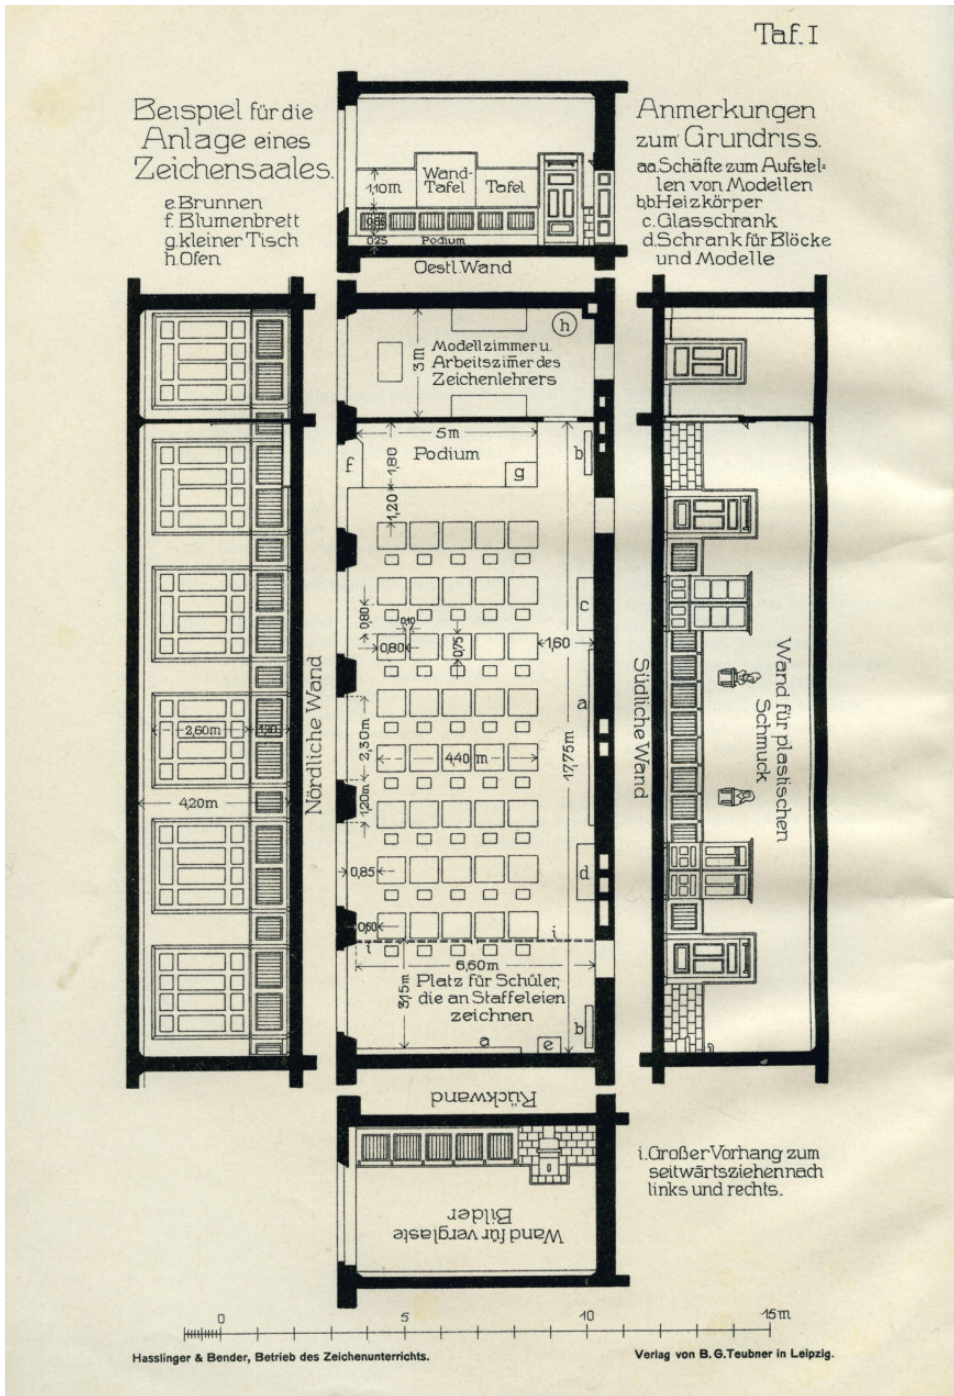 Taf. I
Beispiel für die
Anlage eines
Zeichensaales.
e. Brunnen
f. Blumenbrett
g. kleiner Tisch
h. Ofen
Anmerkungen
zum Grundriss.
aa. Schäfte zum Aufstel=
len von Modellen
b,b Heizkörper
c. Glasschrank
d. Schrank für Blöcke
und Modelle
1,10m
Wand-
Tafel
Tafel
0,25
Podium
Oestl. Wand
h
3m
Modellzimmer u.
Arbeitszim̄er des
Zeichenlehrers
5m
Podium
f
1,80
g
b
1,20
0,80
0,10
c
0,80
0,75
1,60
Nördliche Wand
Südliche Wand
Wand für plastischen
Schmuck
a
2,60m
2,30m
4,40 m
17,75m
4,20m
1,20m
0,85
d
0,60
i
i
6,60m
3,15m
Platz für Schüler,
die an Staffeleien
zeichnen
b
a
e
Rückwand
i. Großer Vorhang zum
seitwärtsziehen nach
links und rechts.
Wand für verglaste
Bilder
0 5 10 15m
Hasslinger & Bender, Betrieb des Zeichenunterrichts.
Verlag von B. G. Teubner in Leipzig.